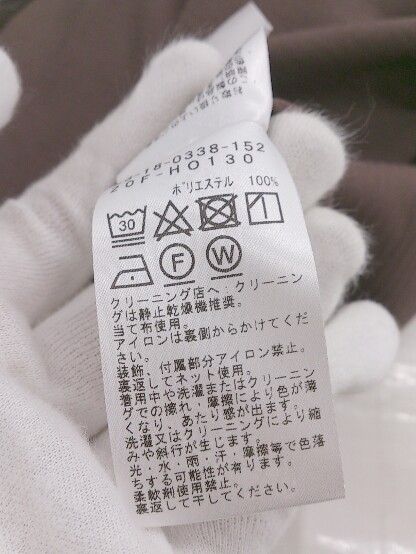 22-18-0338-152
20F-H0130
ポリエステル 100%
30
F W
クリーニング店へ:クリーニン
グは静止乾燥機推奨。
当て布使用。
アイロンは裏側からかけてくだ
さい。
装飾、付属部分アイロン禁止。
裏返してネット使用。
着用中や洗濯またはクリーニン
グでの擦れ・摩擦により色が薄
くなり、あたり感が出ます。
洗濯又はクリーニングにより縮
みや斜行が生じます。
光・水・雨・汗・摩擦等で色落
ちする可能性が有ります。
柔軟剤使用禁止。
裏返して干してください。